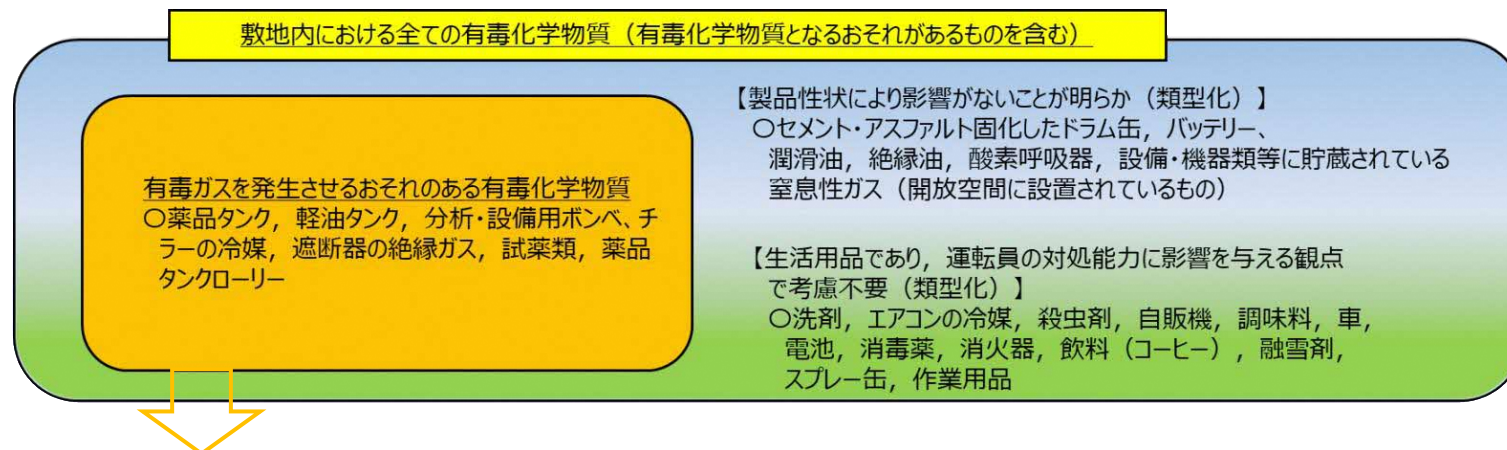 敷地内における全ての有毒化学物質（有毒化学物質となるおそれがあるものを含む）
有毒ガスを発生させるおそれのある有毒化学物質
〇薬品タンク，軽油タンク，分析・設備用ボンベ、チ
ラーの冷媒，遮断器の絶縁ガス，試薬類，薬品
タンクローリー
【製品性状により影響がないことが明らか（類型化）】
〇セメント・アスファルト固化したドラム缶，バッテリー、
潤滑油，絶縁油，酸素呼吸器，設備・機器類等に貯蔵されている
窒息性ガス（開放空間に設置されているもの）
【生活用品であり，運転員の対処能力に影響を与える観点
で考慮不要（類型化）】
〇洗剤，エアコンの冷媒，殺虫剤，自販機，調味料，車，
電池，消毒薬，消火器，飲料（コーヒー），融雪剤，
スプレー缶，作業用品